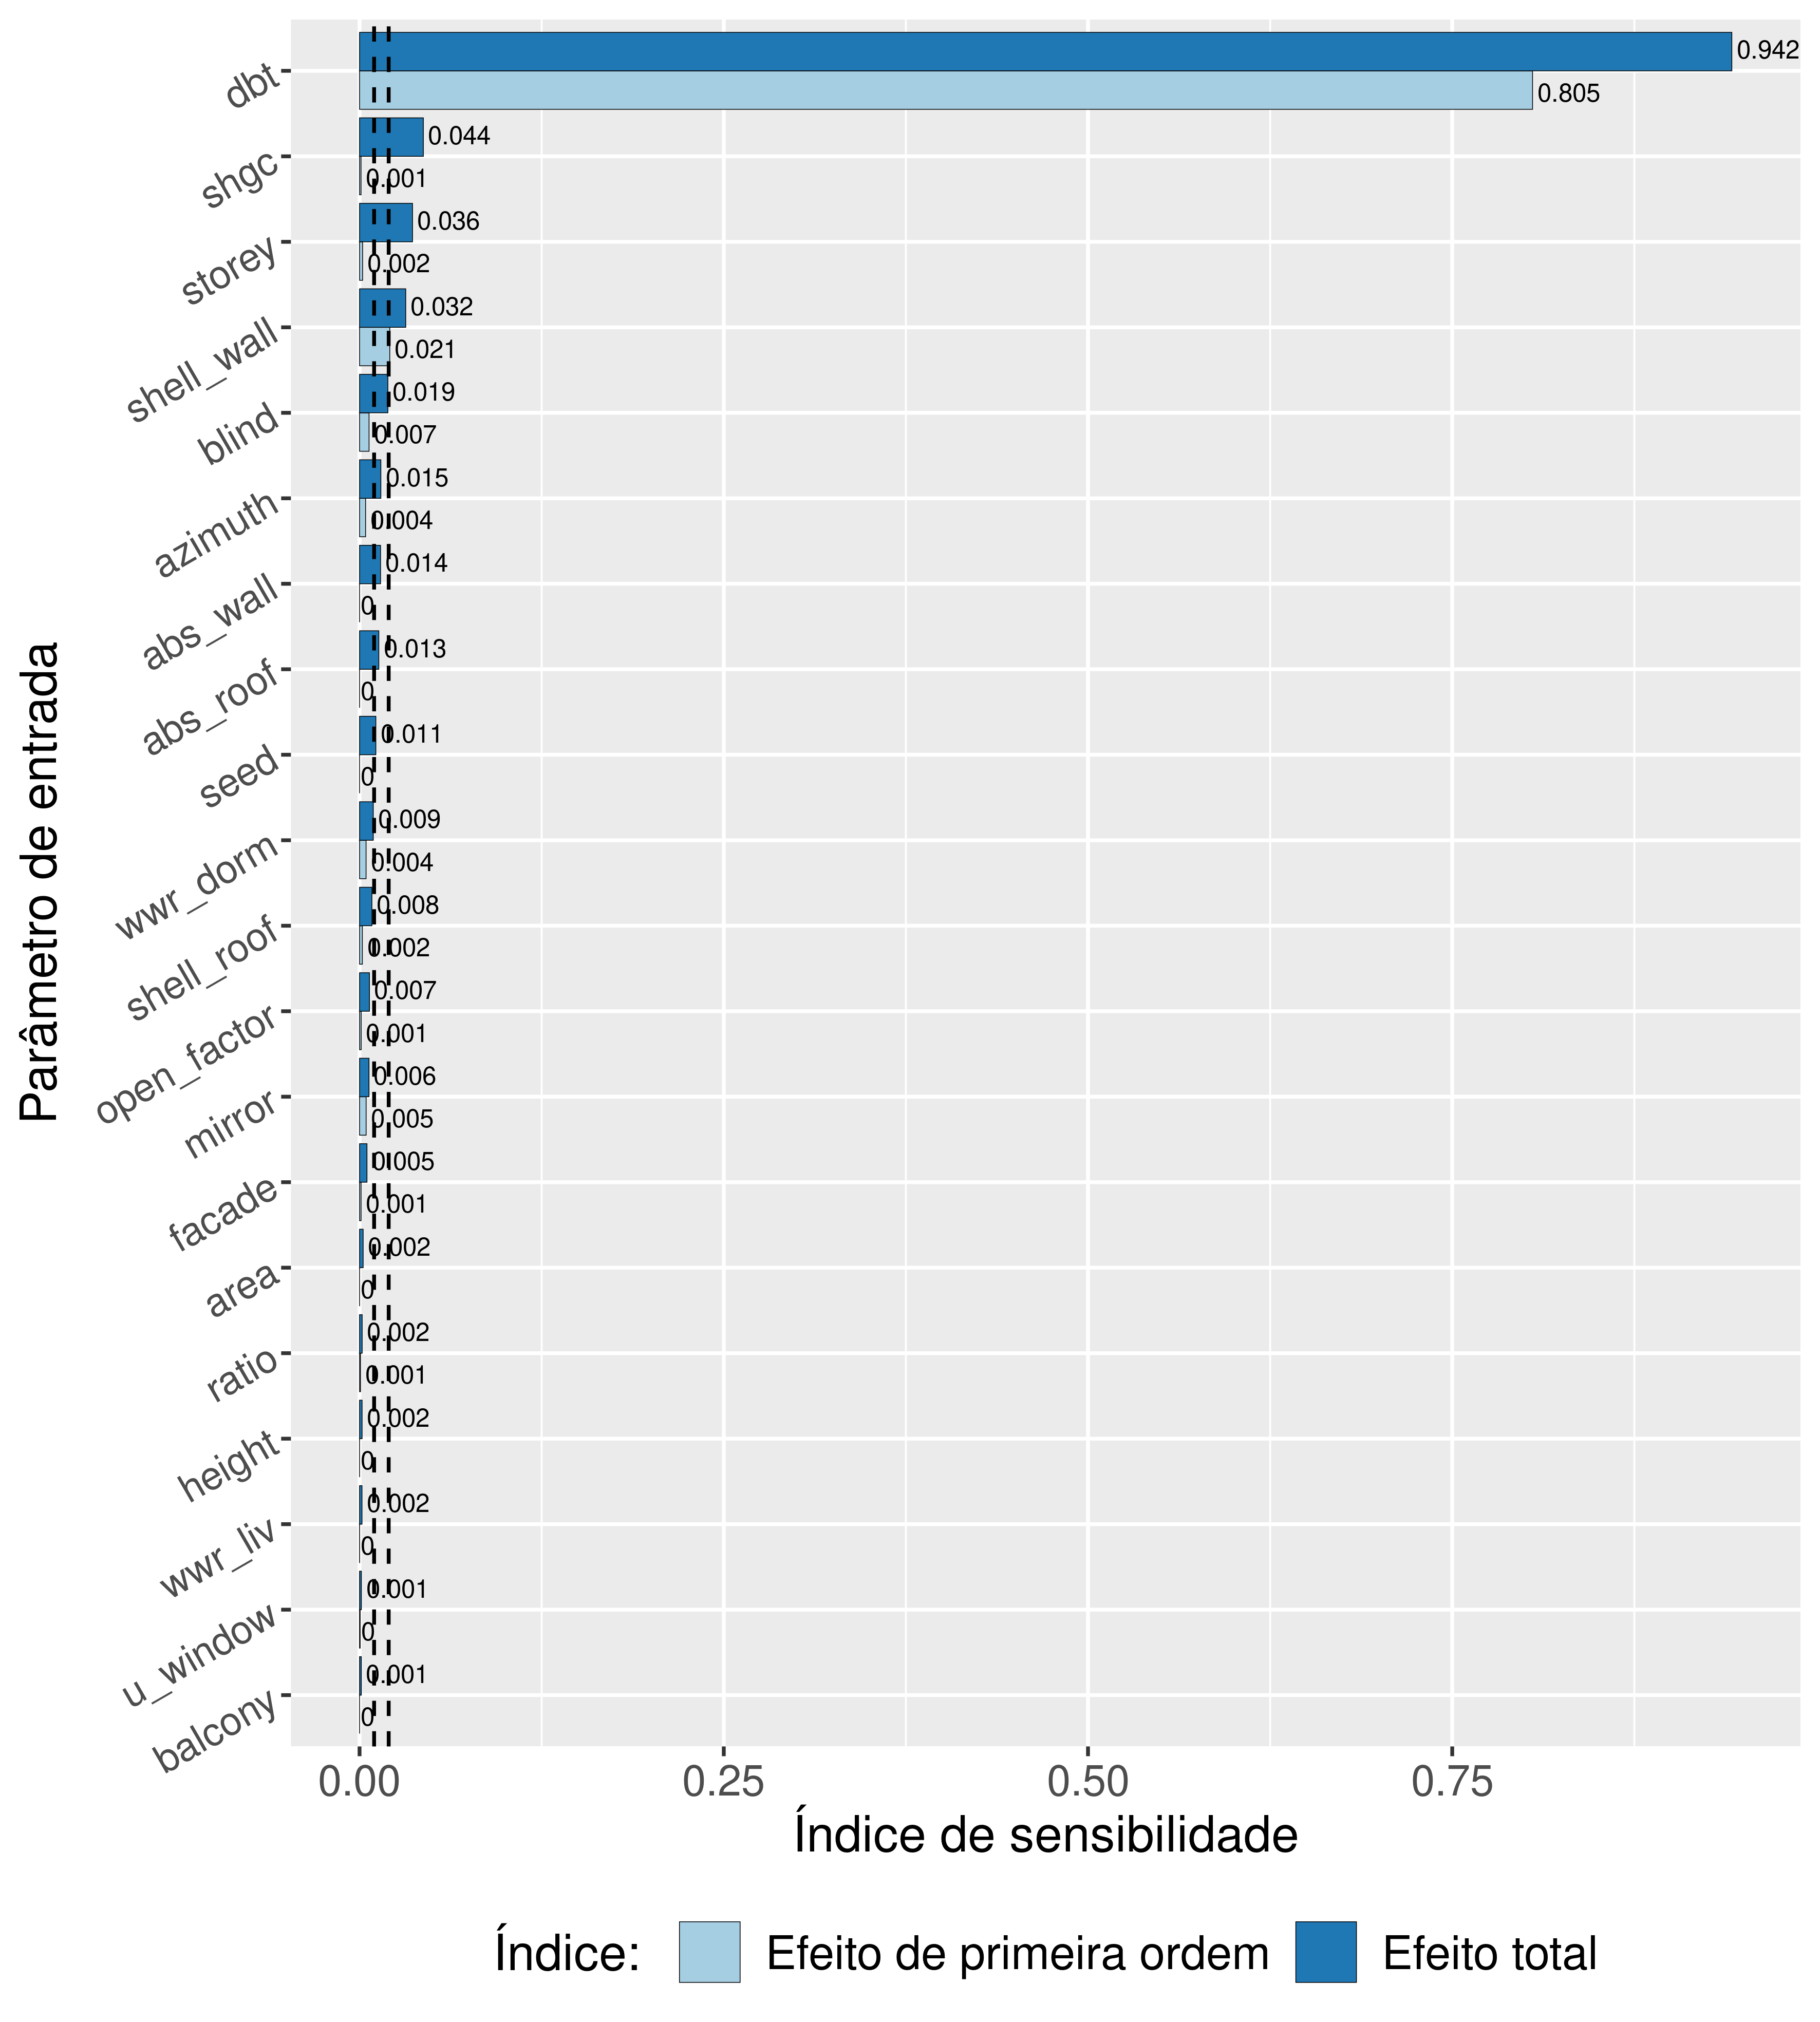 Parâmetro de entrada
dbt
0.942
0.805
shgc
0.044
0.001
storey
0.036
0.002
shell_wall
0.032
0.021
blind
0.019
0.007
azimuth
0.015
0.004
abs_wall
0.014
0
abs_roof
0.013
0
seed
0.011
0
wwr_dorm
0.009
0.004
shell_roof
0.008
0.002
open_factor
0.007
0.001
mirror
0.006
0.005
facade
0.005
0.001
area
0.002
0
ratio
0.002
0.001
height
0.002
0
wwr_liv
0.002
0
u_window
0.001
0
balcony
0.001
0
0.00 0.25 0.50 0.75
Índice de sensibilidade
Índice: Efeito de primeira ordem Efeito total